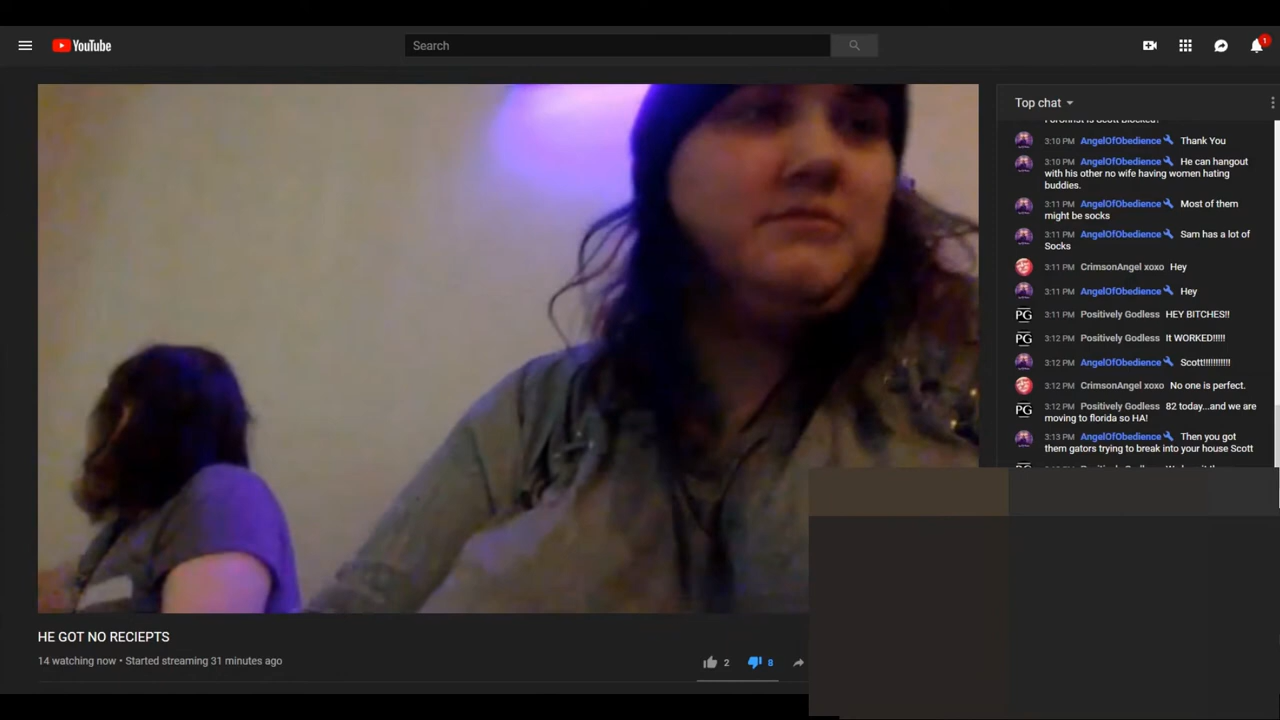 YouTube
Search
1
Top chat
3:10 PM AngelOfObedience Thank You
3:10 PM AngelOfObedience He can hangout
with his other no wife having women hating
buddies.
3:11 PM AngelOfObedience Most of them
might be socks
3:11 PM AngelOfObedience Sam has a lot of
Socks
3:11 PM CrimsonAngel xoxo Hey
3:11 PM AngelOfObedience Hey
PG 3:11 PM Positively Godless HEY BITCHES!!
PG 3:12 PM Positively Godless It WORKED!!!!!
3:12 PM AngelOfObedience Scott!!!!!!!!!!!
3:12 PM CrimsonAngel xoxo No one is perfect.
PG 3:12 PM Positively Godless 82 today...and we are
moving to florida so HA!
3:13 PM AngelOfObedience Then you got
them gators trying to break into your house Scott
HE GOT NO RECIEPTS
14 watching now • Started streaming 31 minutes ago
2 8